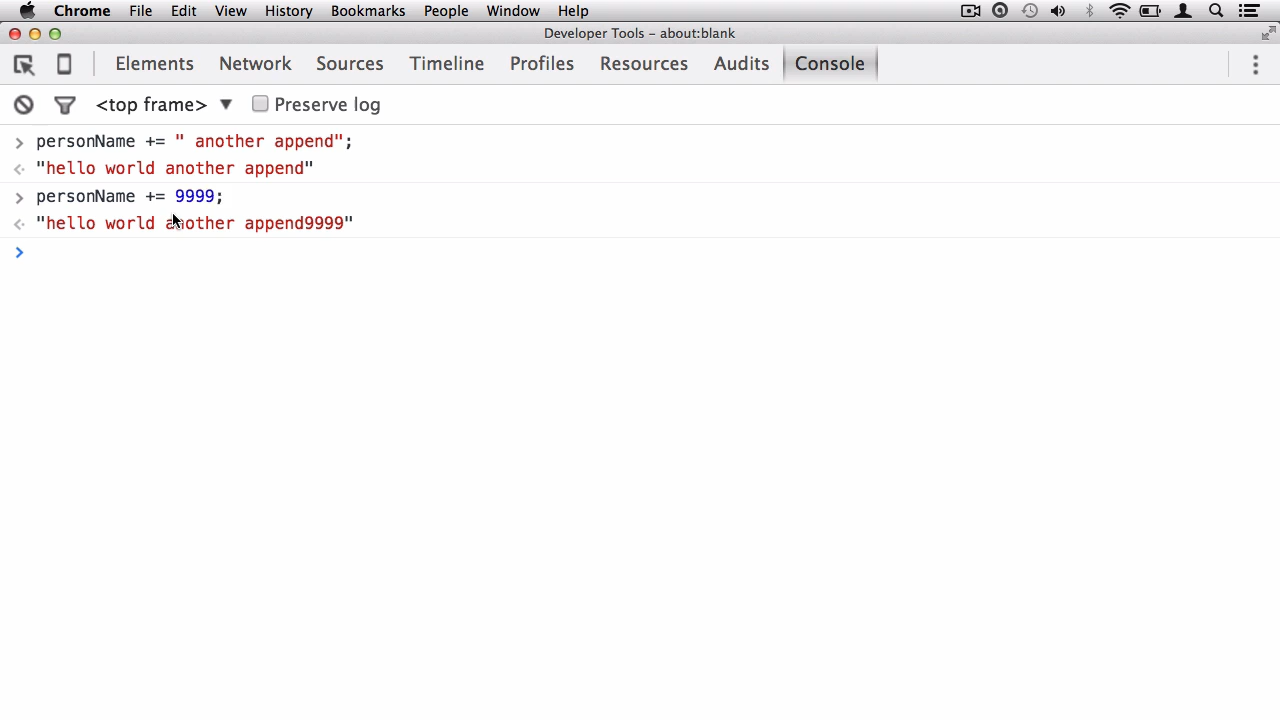 Chrome File Edit View History Bookmarks People Window Help
Developer Tools - about:blank
Elements Network Sources Timeline Profiles Resources Audits Console
<top frame> ▼ Preserve log
> personName += " another append";
"hello world another append"
> personName += 9999;
"hello world another append9999"
>